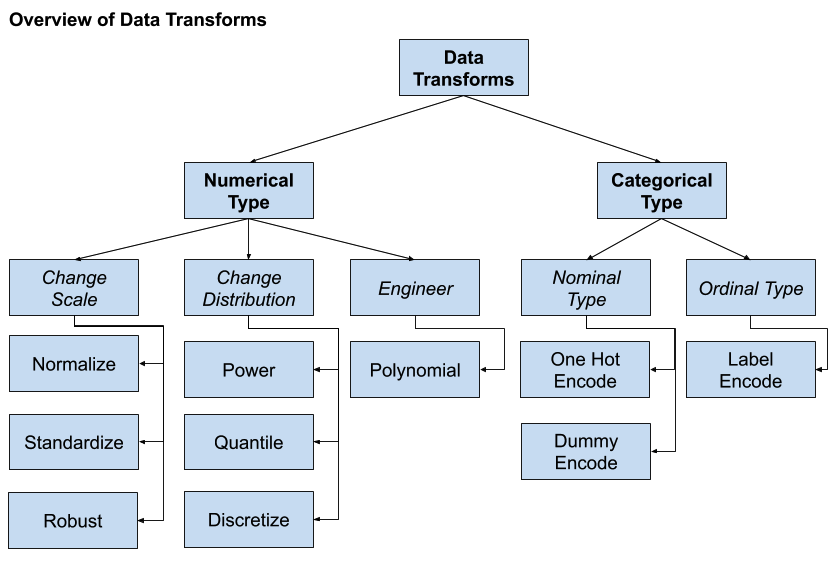 Overview of Data Transforms
Data
Transforms
Numerical
Type
Categorical
Type
Change
Scale
Change
Distribution
Engineer
Nominal
Type
Ordinal Type
Normalize
Power
Polynomial
One Hot
Encode
Label
Encode
Standardize
Quantile
Dummy
Encode
Robust
Discretize